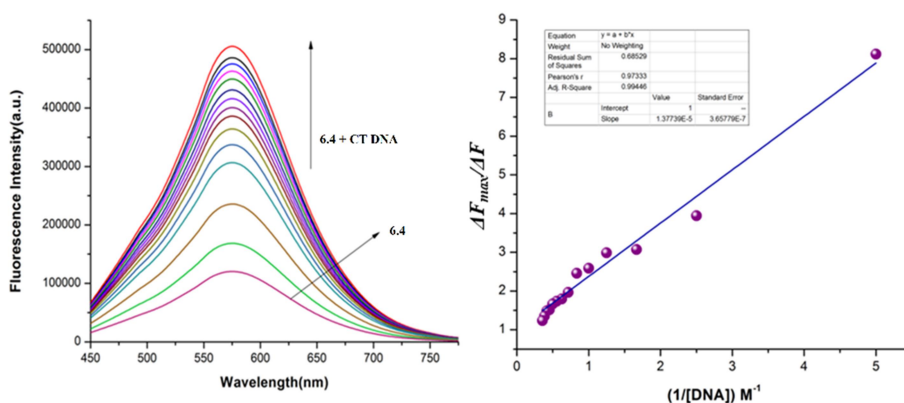 500000
400000
300000
200000
100000
0
450 500 550 600 650 700 750
Fluorescence Intensity(a.u.)
Wavelength(nm)
6.4 + CT DNA
6.4
9
8
7
6
5
4
3
2
1
0 1 2 3 4 5
ΔFmax/ΔF
(1/[DNA]) M-1
Equation y = a + b*x
Weight No Weighting
Residual Sum of Squares 0.68529
Pearson's r 0.97333
Adj. R-Square 0.99446
Value Standard Error
B Intercept 1 --
Slope 1.37739E-5 3.65779E-7